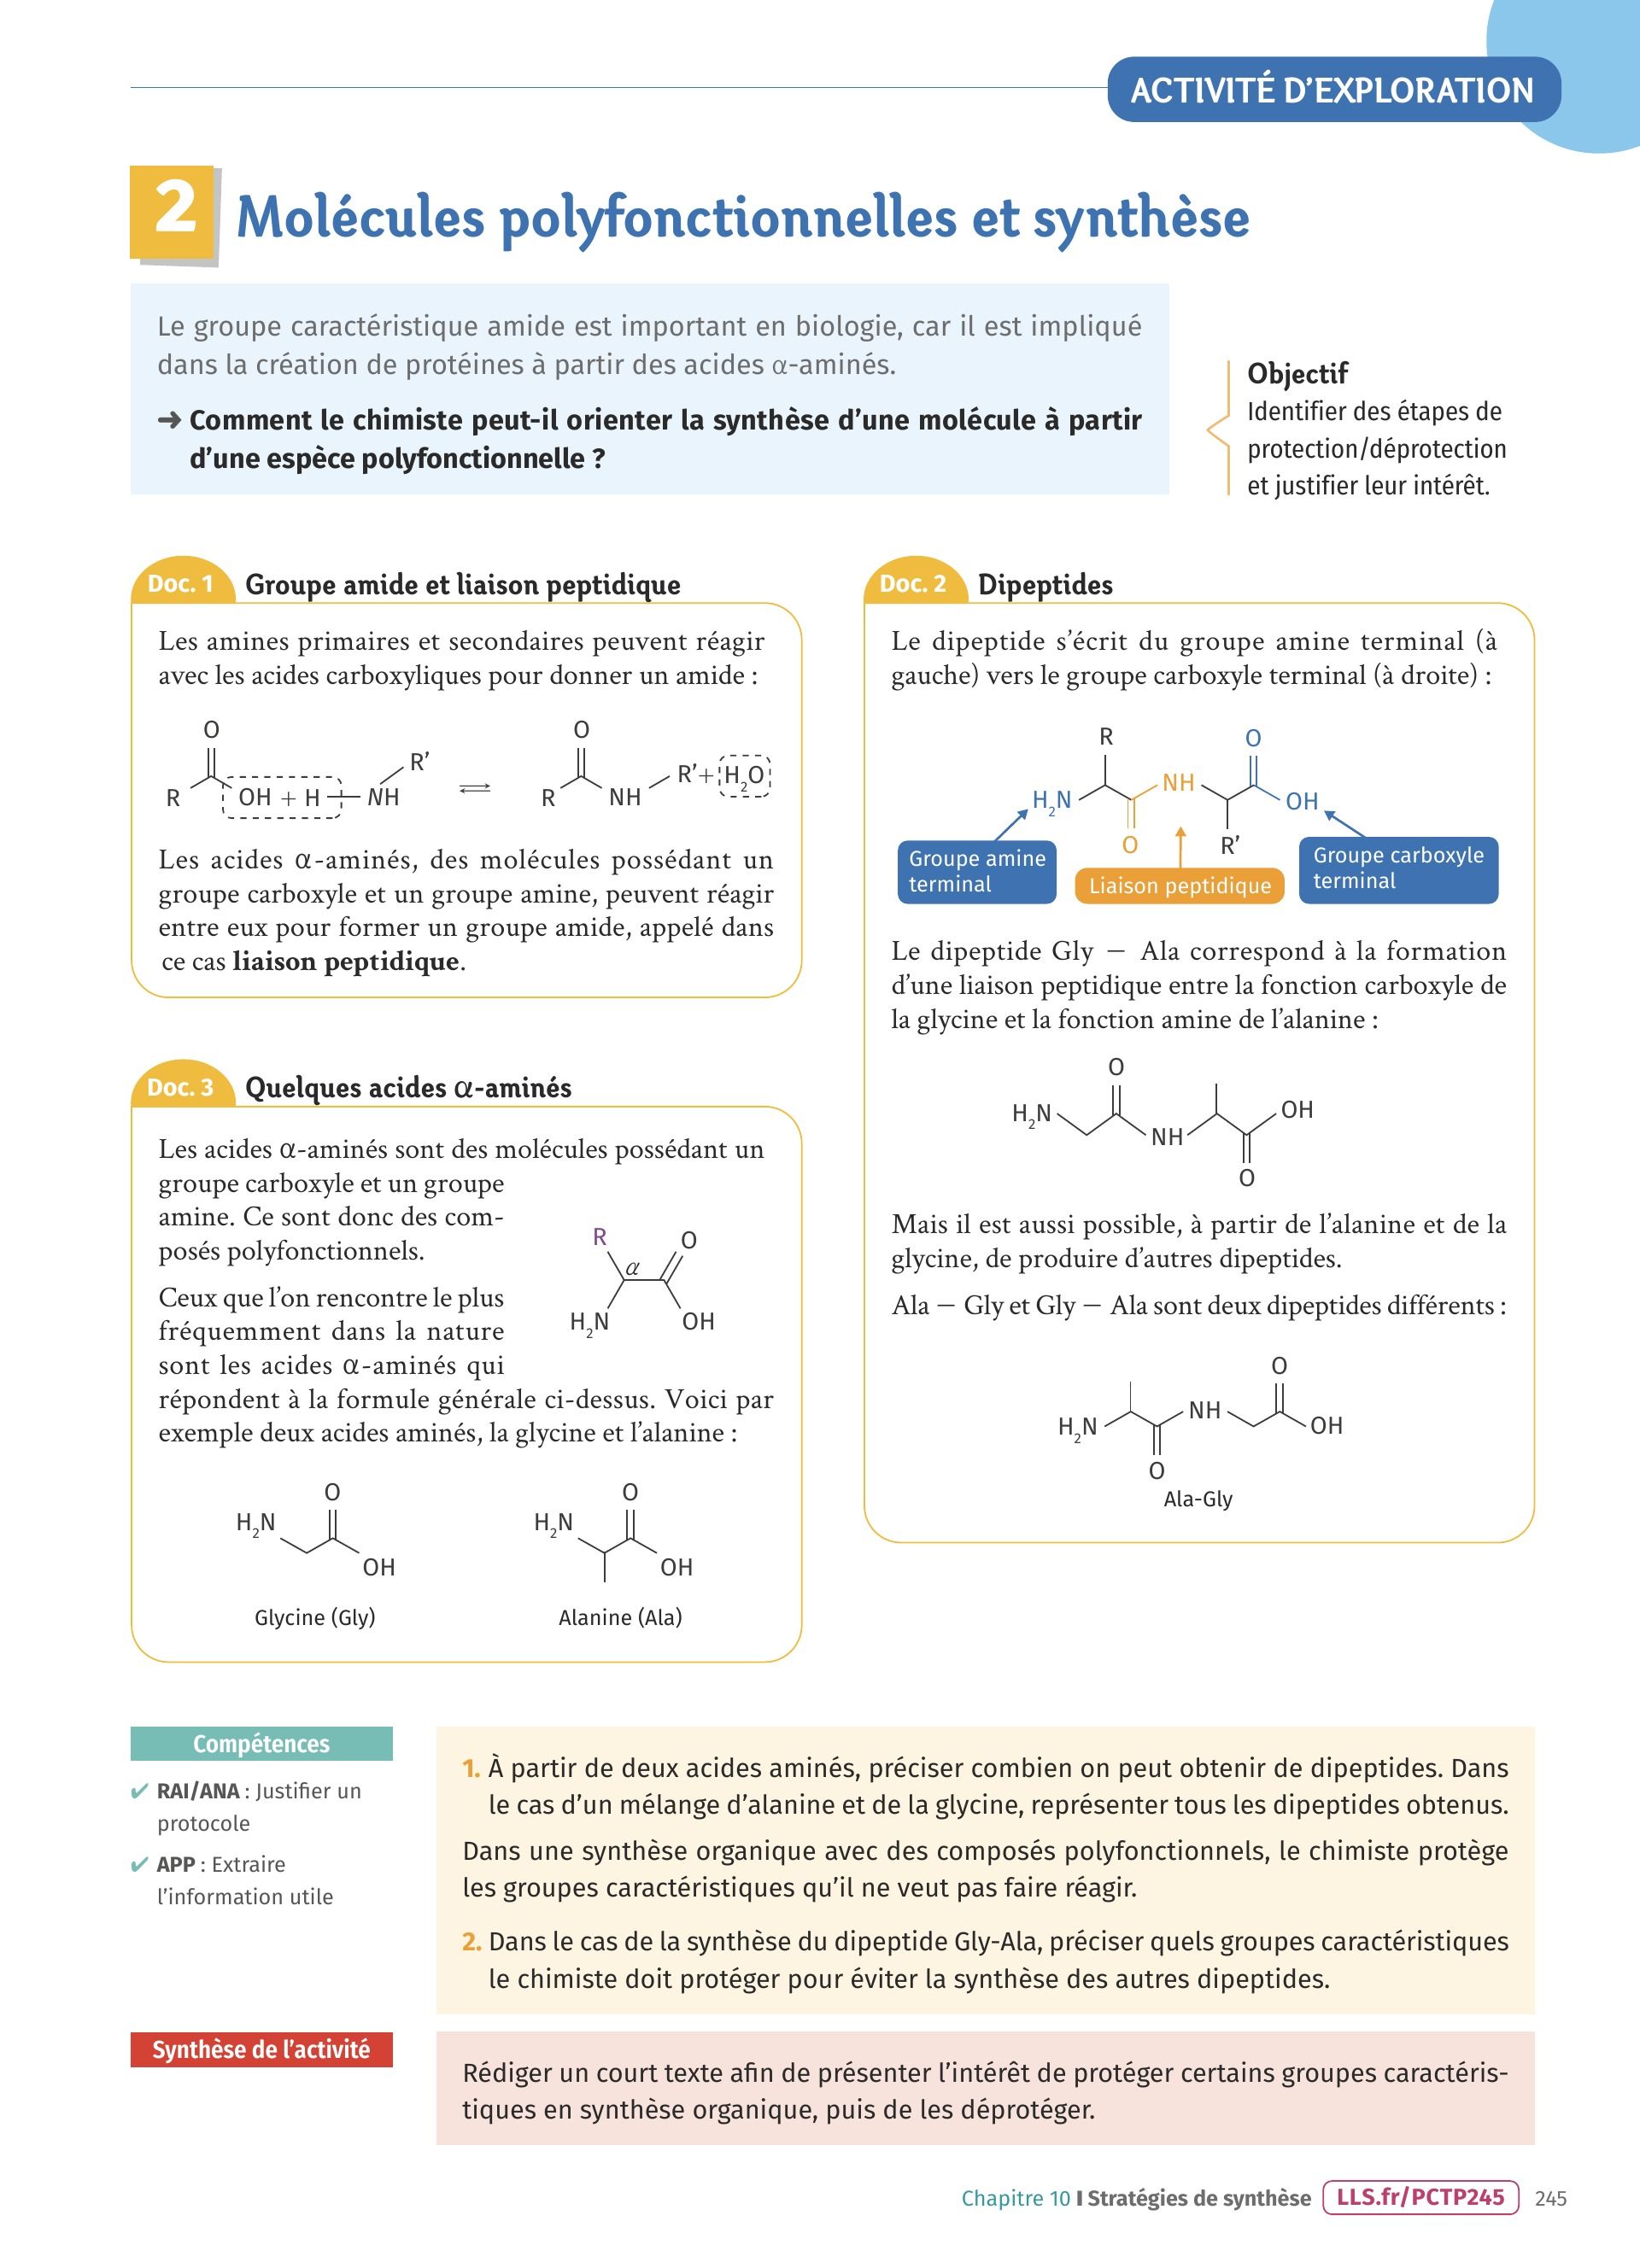 ACTIVITÉ D'EXPLORATION
2 Molécules polyfonctionnelles et synthèse
Le groupe caractéristique amide est important en biologie, car il est impliqué
dans la création de protéines à partir des acides α-aminés.
➜ Comment le chimiste peut-il orienter la synthèse d'une molécule à partir
d'une espèce polyfonctionnelle ?
Objectif
Identifier des étapes de
protection/déprotection
et justifier leur intérêt.
Doc. 1 Groupe amide et liaison peptidique
Les amines primaires et secondaires peuvent réagir
avec les acides carboxyliques pour donner un amide :
O O
R' R'+ H₂O
R OH + H NH ⇌ R NH
Les acides α-aminés, des molécules possédant un
groupe carboxyle et un groupe amine, peuvent réagir
entre eux pour former un groupe amide, appelé dans
ce cas liaison peptidique.
Doc. 3 Quelques acides α-aminés
Les acides α-aminés sont des molécules possédant un
groupe carboxyle et un groupe
amine. Ce sont donc des com-
posés polyfonctionnels.
Ceux que l'on rencontre le plus
fréquemment dans la nature
sont les acides α-aminés qui
répondent à la formule générale ci-dessus. Voici par
exemple deux acides aminés, la glycine et l'alanine :
R O
α
H₂N OH
O O
H₂N H₂N
OH OH
Glycine (Gly) Alanine (Ala)
Doc. 2 Dipeptides
Le dipeptide s'écrit du groupe amine terminal (à
gauche) vers le groupe carboxyle terminal (à droite) :
R O
NH
H₂N OH
O R'
Groupe amine
terminal
Liaison peptidique
Groupe carboxyle
terminal
Le dipeptide Gly – Ala correspond à la formation
d'une liaison peptidique entre la fonction carboxyle de
la glycine et la fonction amine de l'alanine :
O
H₂N OH
NH
O
Mais il est aussi possible, à partir de l'alanine et de la
glycine, de produire d'autres dipeptides.
Ala – Gly et Gly – Ala sont deux dipeptides différents :
O
NH
H₂N OH
O
Ala-Gly
Compétences
✔ RAI/ANA : Justifier un
protocole
✔ APP : Extraire
l'information utile
1. À partir de deux acides aminés, préciser combien on peut obtenir de dipeptides. Dans
le cas d'un mélange d'alanine et de la glycine, représenter tous les dipeptides obtenus.
Dans une synthèse organique avec des composés polyfonctionnels, le chimiste protège
les groupes caractéristiques qu'il ne veut pas faire réagir.
2. Dans le cas de la synthèse du dipeptide Gly-Ala, préciser quels groupes caractéristiques
le chimiste doit protéger pour éviter la synthèse des autres dipeptides.
Synthèse de l'activité
Rédiger un court texte afin de présenter l'intérêt de protéger certains groupes caractéris-
tiques en synthèse organique, puis de les déprotéger.
Chapitre 10 I Stratégies de synthèse LLS.fr/PCTP245 245